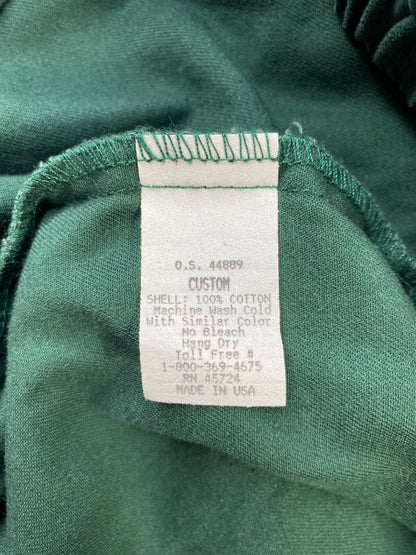 O.S. 44889
CUSTOM
SHELL: 100% COTTON
Machine Wash Cold
With Similar Color
No Bleach
Hang Dry
Toll Free #
1-800-369-4675
RN 45724
MADE IN USA